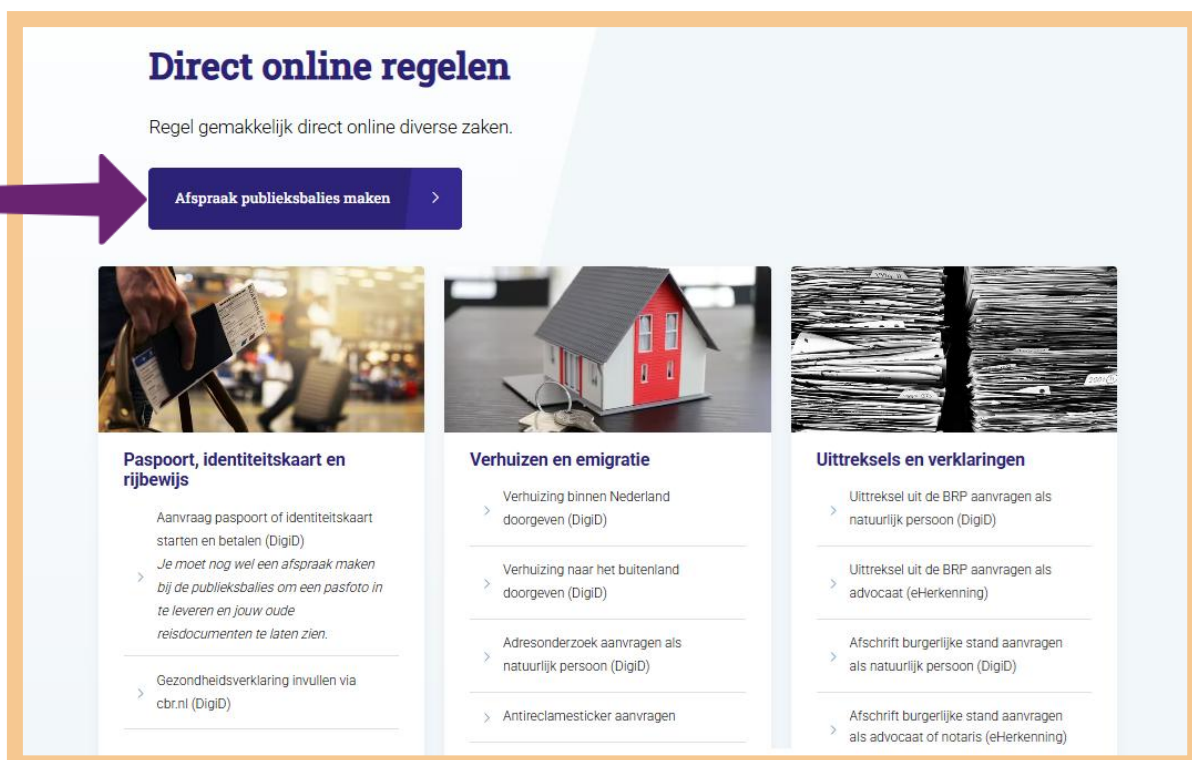 Direct online regelen
Regel gemakkelijk direct online diverse zaken.
Afspraak publieksbalies maken
Paspoort, identiteitskaart en
rijbewijs
Aanvraag paspoort of identiteitskaart
starten en betalen (DigiD)
Je moet nog wel een afspraak maken
bij de publieksbalies om een pasfoto in
te leveren en jouw oude
reisdocumenten te laten zien.
Gezondheidsverklaring invullen via
cbr.nl (DigiD)
Verhuizen en emigratie
Verhuizing binnen Nederland
doorgeven (DigiD)
Verhuizing naar het buitenland
doorgeven (DigiD)
Adresonderzoek aanvragen als
natuurlijk persoon (DigiD)
Antireclamesticker aanvragen
Uittreksels en verklaringen
Uittreksel uit de BRP aanvragen als
natuurlijk persoon (DigiD)
Uittreksel uit de BRP aanvragen als
advocaat (eHerkenning)
Afschrift burgerlijke stand aanvragen
als natuurlijk persoon (DigiD)
Afschrift burgerlijke stand aanvragen
als advocaat of notaris (eHerkenning)